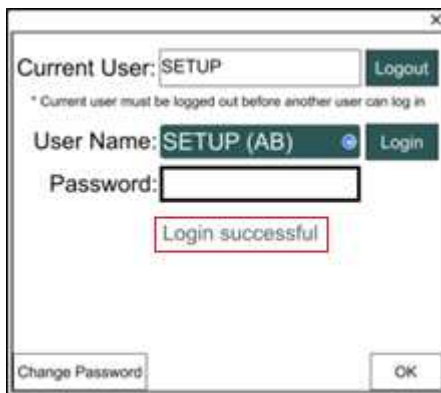 ×
Current User: SETUP Logout
* Current user must be logged out before another user can log in
User Name: SETUP (AB) Login
Password:
Login successful
Change Password OK